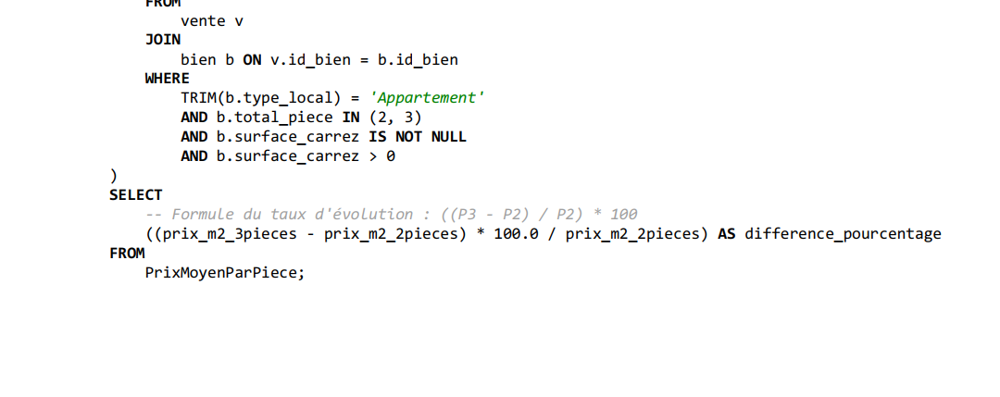 FROM
vente v
JOIN
bien b ON v.id_bien = b.id_bien
WHERE
TRIM(b.type_local) = 'Appartement'
AND b.total_piece IN (2, 3)
AND b.surface_carrez IS NOT NULL
AND b.surface_carrez > 0
)
SELECT
-- Formule du taux d'évolution : ((P3 - P2) / P2) * 100
((prix_m2_3pieces - prix_m2_2pieces) * 100.0 / prix_m2_2pieces) AS difference_pourcentage
FROM
PrixMoyenParPiece;